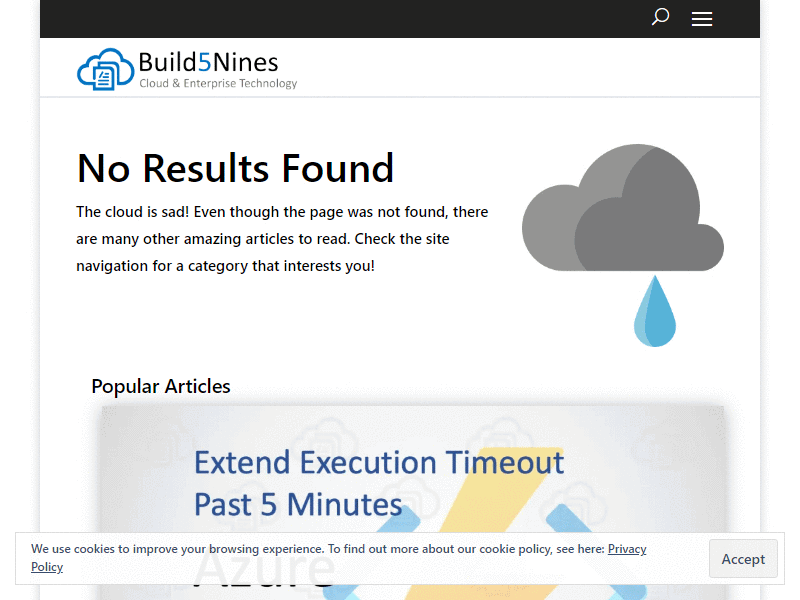 Build5Nines
Cloud & Enterprise Technology
No Results Found
The cloud is sad! Even though the page was not found, there
are many other amazing articles to read. Check the site
navigation for a category that interests you!
Popular Articles
Extend Execution Timeout
Past 5 Minutes
Azure
We use cookies to improve your browsing experience. To find out more about our cookie policy, see here: Privacy
Policy
Accept